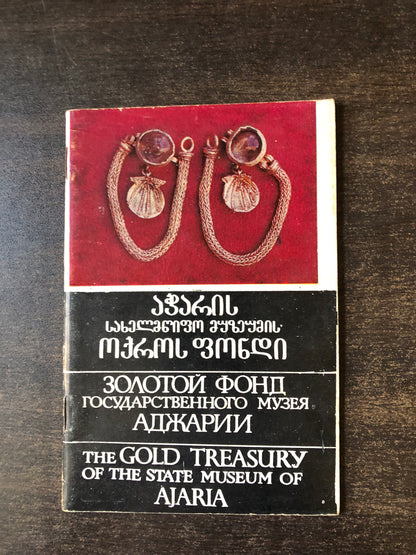 აჭარის
სახელმწიფო მუზეუმის
ოქროს ფონდი
ЗОЛОТОЙ ФОНД
ГОСУДАРСТВЕННОГО МУЗЕЯ
АДЖАРИИ
THE GOLD TREASURY
OF THE STATE MUSEUM OF
AJARIA